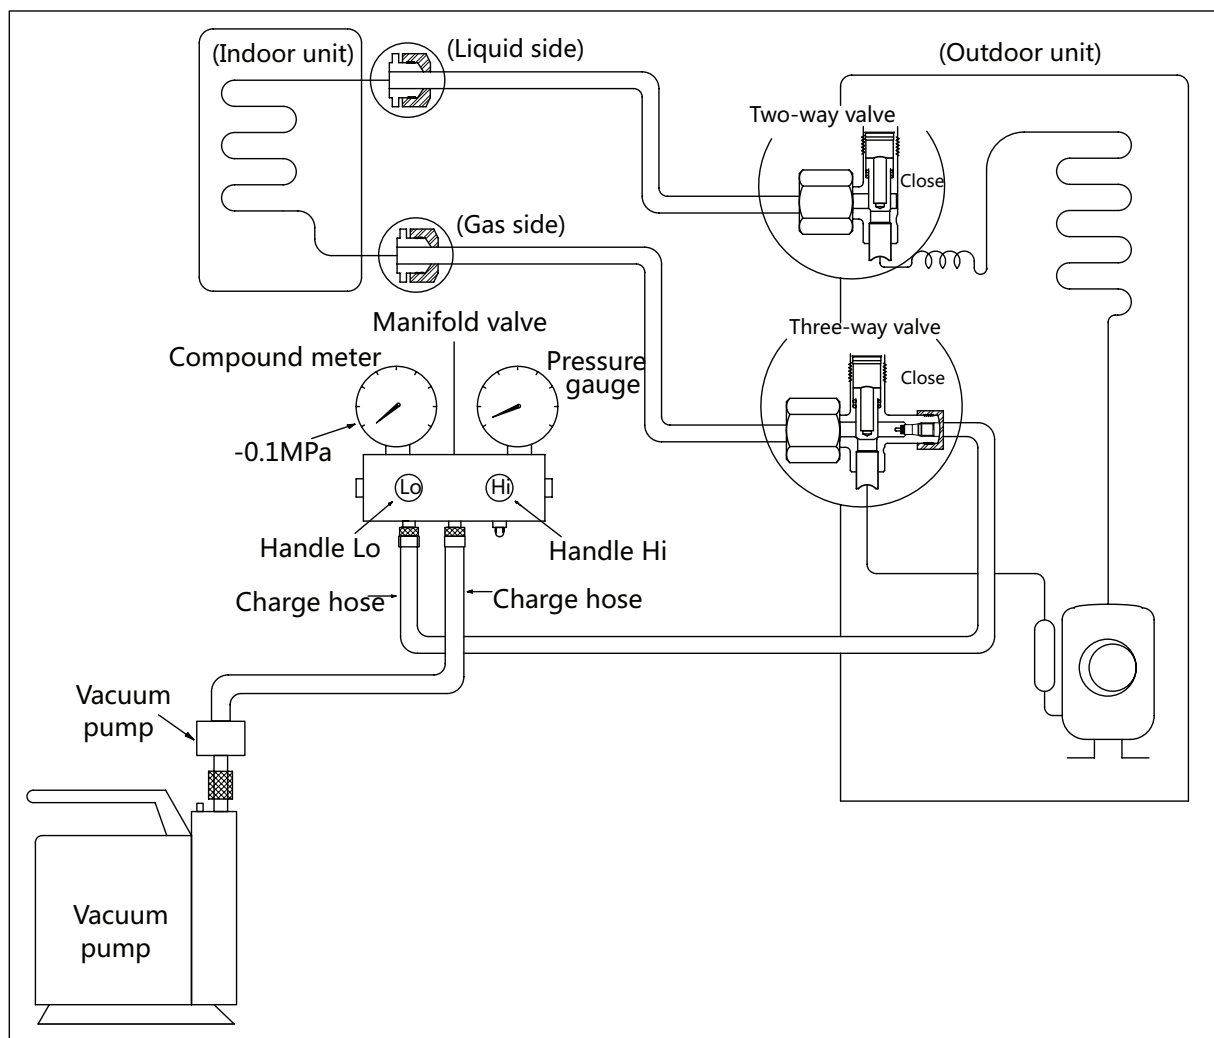 (Indoor unit)
(Liquid side)
(Outdoor unit)
Two-way valve
Close
(Gas side)
Manifold valve
Three-way valve
Compound meter
Pressure
gauge
Close
-0.1MPa
Lo
Hi
Handle Lo
Handle Hi
Charge hose
Charge hose
Vacuum
pump
Vacuum
pump